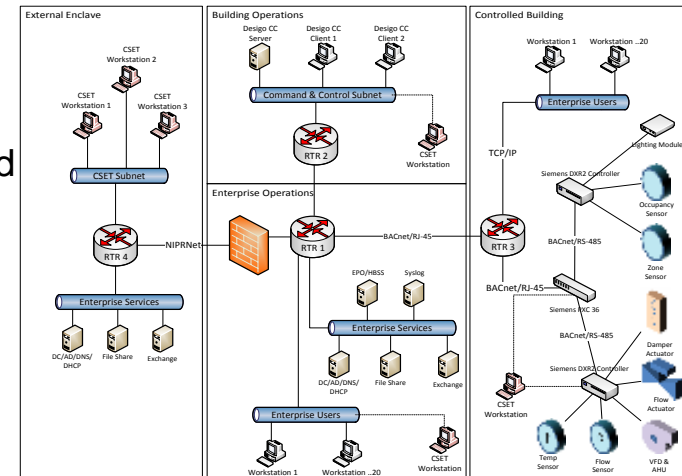 d
External Enclave
CSET
Workstation 2
CSET
Workstation 1
CSET
Workstation 3
CSET Subnet
RTR 4
NIPRNet
Enterprise Services
DC/AD/DNS/
DHCP
File Share
Exchange
Building Operations
Desigo CC
Server
Desigo CC
Client 1
Desigo CC
Client 2
Command & Control Subnet
RTR 2
CSET
Workstation
Enterprise Operations
RTR 1
BACnet/RJ-45
EPO/HBSS
Syslog
Enterprise Services
DC/AD/DNS/
DHCP
File Share
Exchange
Enterprise Users
Workstation 1
Workstation ..20
CSET
Workstation
Controlled Building
Workstation 1
Workstation ..20
Enterprise Users
TCP/IP
Lighting Module
Siemens DXR2 Controller
Occupancy
Sensor
RTR 3
BACnet/RS-485
Zone
Sensor
BACnet/RJ-45
Siemens PXC 36
BACnet/RS-485
Damper
Actuator
Siemens DXR2 Controller
Flow
Actuator
CSET
Workstation
Temp
Sensor
Flow
Sensor
VFD &
AHU